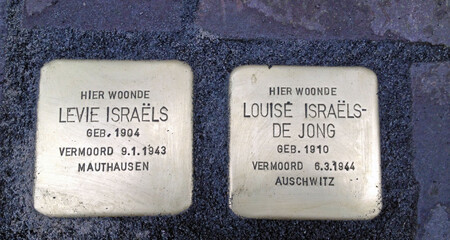 HIER WOONDE
LEVIE ISRAËLS
GEB. 1904
VERMOORD 9.1.1943
MAUTHAUSEN
HIER WOONDE
LOUISE ISRAËLS-
DE JONG
GEB. 1910
VERMOORD 6.3.1944
AUSCHWITZ